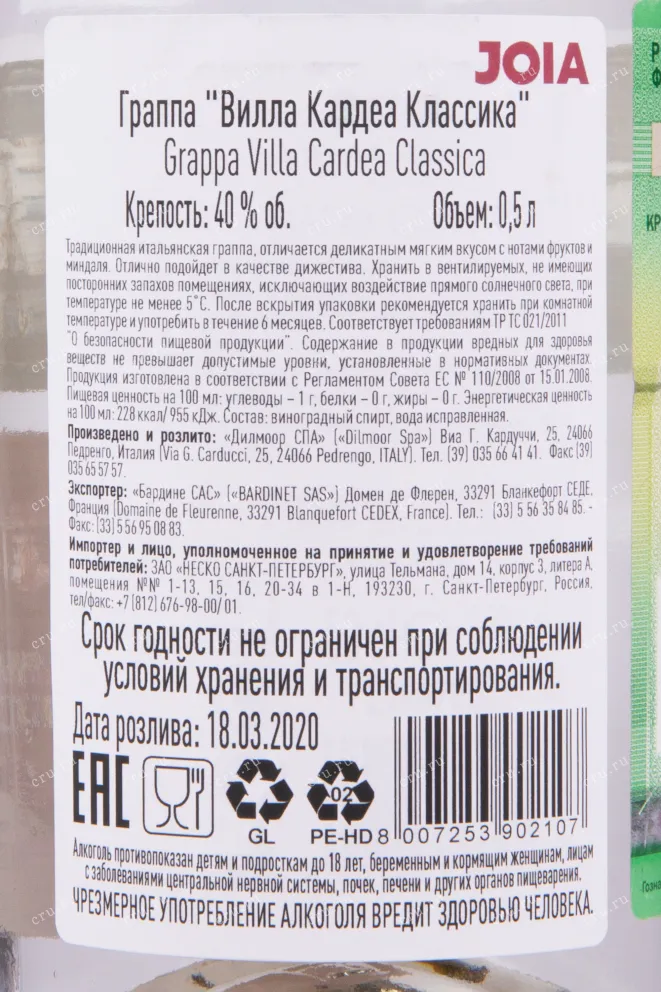 JOIA
Граппа "Вилла Кардеа Классика"
Grappa Villa Cardea Classica
Крепость: 40 % об. Объем: 0,5 л
Традиционная итальянская граппа, отличается деликатным мягким вкусом с нотами фруктов и
миндаля. Отлично подойдет в качестве дижестива. Хранить в вентилируемых, не имеющих
посторонних запахов помещениях, исключающих воздействие прямого солнечного света, при
температуре не менее 5°С. После вскрытия упаковки рекомендуется хранить при комнатной
температуре и употребить в течение 6 месяцев. Соответствует требованиям ТР ТС 021/2011
"О безопасности пищевой продукции". Содержание в продукции вредных для здоровья
веществ не превышает допустимые уровни, установленные в нормативных документах.
Продукция изготовлена в соответствии с Регламентом Совета ЕС № 110/2008 от 15.01.2008.
Пищевая ценность на 100 мл: углеводы – 1 г, белки – 0 г, жиры – 0 г. Энергетическая ценность
на 100 мл: 228 ккал/ 955 кДж. Состав: виноградный спирт, вода исправленная.
Произведено и розлито: «Дилмоор СПА» («Dilmoor Spa») Виа Г. Кардуччи, 25, 24066
Педренго, Италия (Via G. Carducci, 25, 24066 Pedrengo, ITALY). Тел. (39) 035 66 41 41. Факс (39)
035 65 57 57.
Экспортер: «Бардине САС» («BARDINET SAS») Домен де Флерен, 33291 Бланкефорт СЕДЕ,
Франция (Domaine de Fleurenne, 33291 Blanquefort CEDEX, France). Тел.: (33) 5 56 35 84 85. -
Факс: (33) 5 56 95 08 83.
Импортер и лицо, уполномоченное на принятие и удовлетворение требований
потребителей: ЗАО «НЕСКО САНКТ-ПЕТЕРБУРГ», улица Тельмана, дом 14, корпус 3, литера А,
помещения №№ 1-13, 15, 16, 20-34 в 1-Н, 193230, г. Санкт-Петербург, Россия,
тел/факс: +7 (812) 676-98-00/ 01.
Срок годности не ограничен при соблюдении
условий хранения и транспортирования.
Дата розлива: 18.03.2020
EAC
02
GL PE-HD 8 007253 902107
Алкоголь противопоказан детям и подросткам до 18 лет, беременным и кормящим женщинам, лицам
с заболеваниями центральной нервной системы, почек, печени и других органов пищеварения.
ЧРЕЗМЕРНОЕ УПОТРЕБЛЕНИЕ АЛКОГОЛЯ ВРЕДИТ ЗДОРОВЬЮ ЧЕЛОВЕКА.